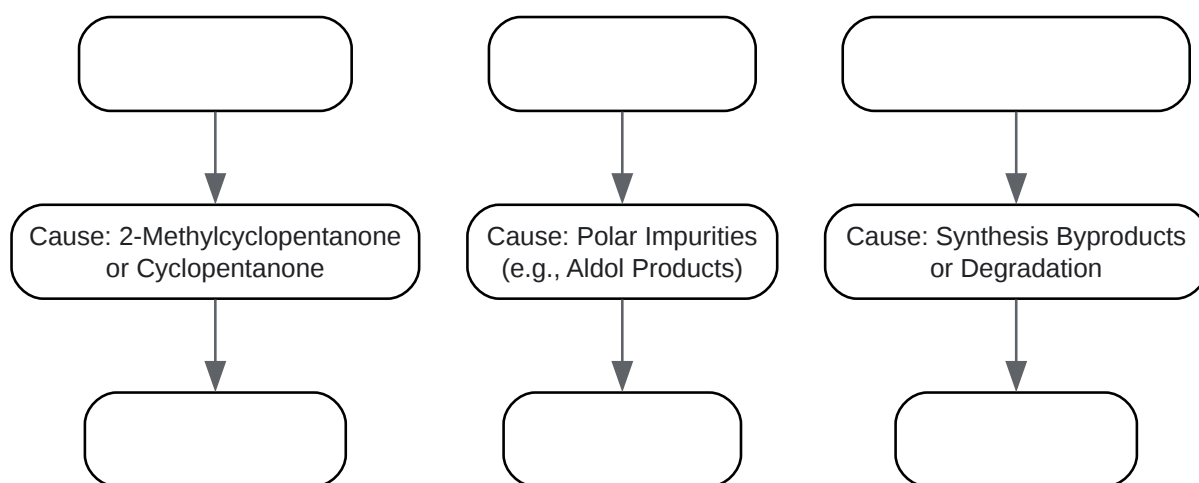 Cause: 2-Methylcyclopentanone
or Cyclopentanone
Cause: Polar Impurities
(e.g., Aldol Products)
Cause: Synthesis Byproducts
or Degradation